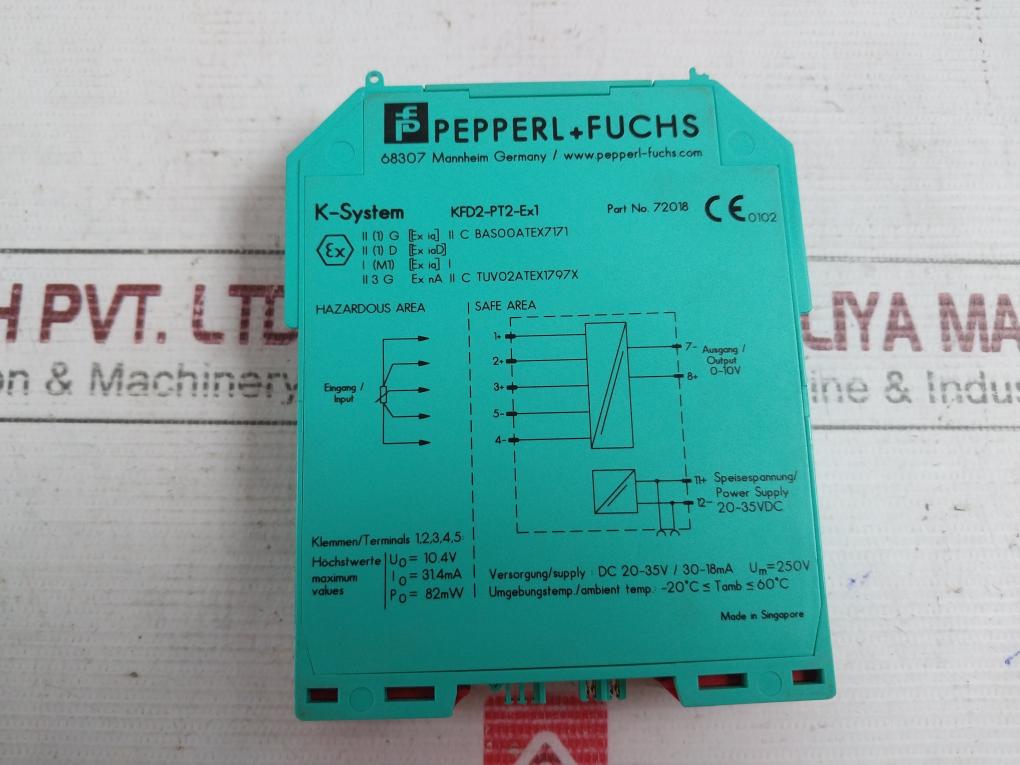 PEPPERL+FUCHS
68307 Mannheim Germany / www.pepperl-fuchs.com
K-System KFD2-PT2-Ex1 Part No. 72018 CE 0102
Ex
II (1) G [Ex ia] II C BAS00ATEX7171
II (1) D [Ex iaD]
I (M1) [Ex ia] I
II 3 G Ex nA II C TUV02ATEX1797X
HAZARDOUS AREA
SAFE AREA
1+
2+
3+
5-
4-
Eingang /
Input
7-
8+
Ausgang /
Output
0-10V
11+
12-
Speisespannung/
Power Supply
20-35VDC
Klemmen/Terminals 1,2,3,4,5:
Höchstwerte
maximum
values
Uo= 10.4V
Io= 31.4mA
Po= 82mW
Versorgung/supply : DC 20-35V / 30-18mA Um=250V
Umgebungstemp./ambient temp.: -20°C ≤ Tamb ≤ 60°C
Made in Singapore
H PVT. LTD
LIYA MA
on & Machinery
ine & Indus